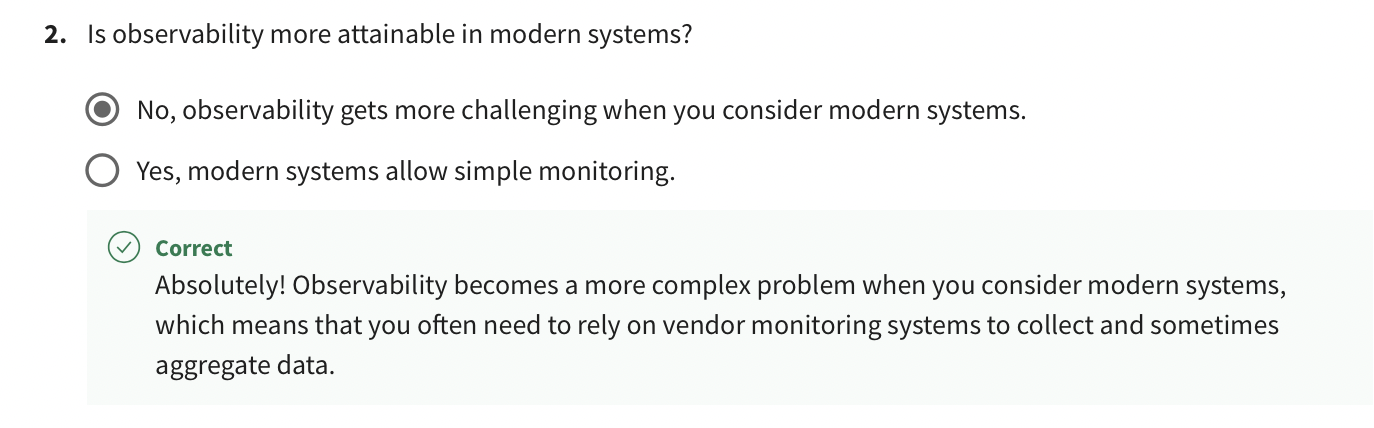 2. Is observability more attainable in modern systems?
No, observability gets more challenging when you consider modern systems.
Yes, modern systems allow simple monitoring.
Correct
Absolutely! Observability becomes a more complex problem when you consider modern systems,
which means that you often need to rely on vendor monitoring systems to collect and sometimes
aggregate data.